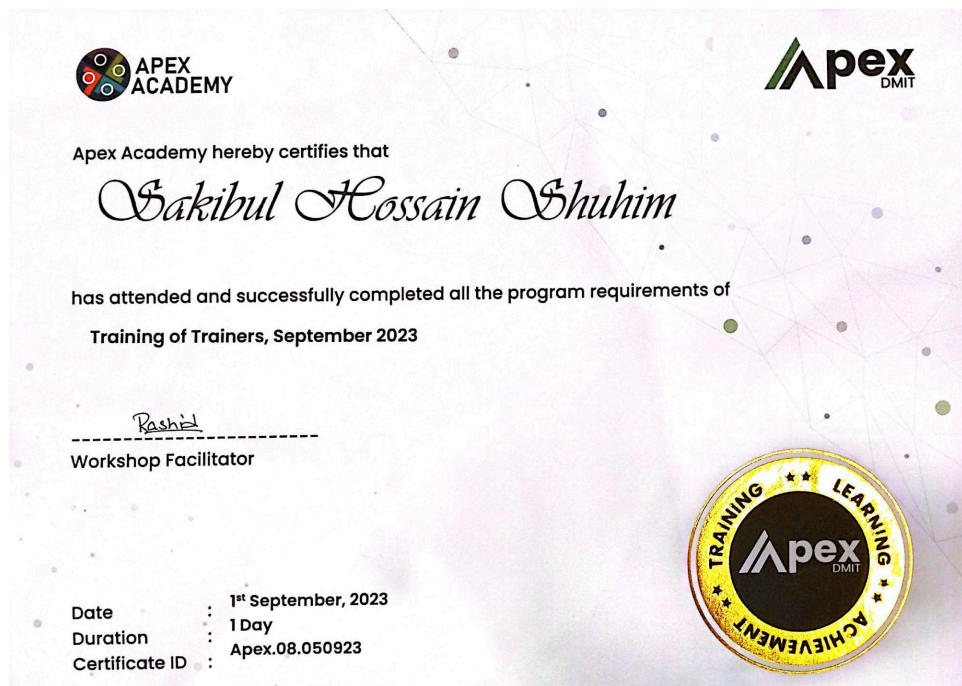 APEX
ACADEMY
Apex
DMIT
Apex Academy hereby certifies that
Sakibul Hossain Shuhim
has attended and successfully completed all the program requirements of
Training of Trainers, September 2023
Rashid
Workshop Facilitator
Date : 1st September, 2023
Duration : 1 Day
Certificate ID : Apex.08.050923
TRAINING ★★ LEARNING ★★ ACHIEVEMENT ★★
Apex
DMIT